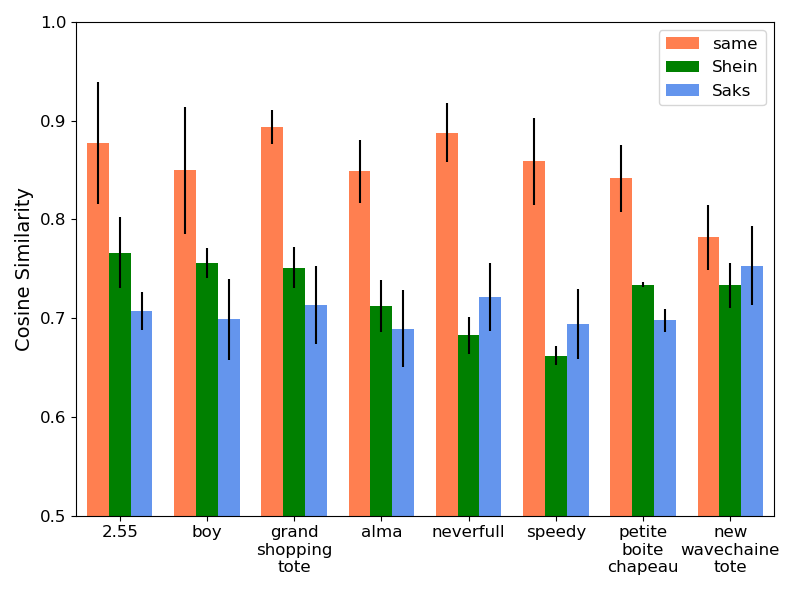 1.0
0.9
0.8
0.7
0.6
0.5
Cosine Similarity
same
Shein
Saks
2.55
boy
grand
shopping
tote
alma
neverfull
speedy
petite
boite
chapeau
new
wavechaine
tote